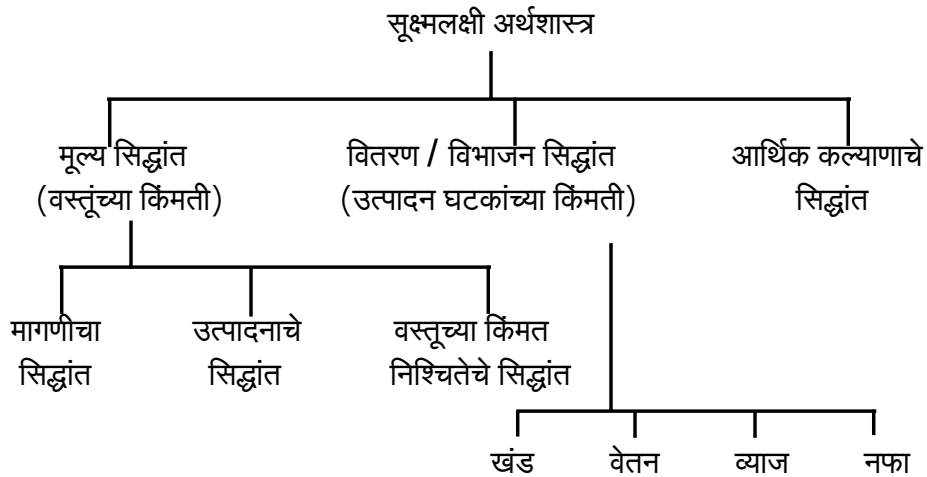 सूक्ष्मलक्षी अर्थशास्त्र
मूल्य सिद्धांत
(वस्तूंच्या किंमती)
वितरण / विभाजन सिद्धांत
(उत्पादन घटकांच्या किंमती)
आर्थिक कल्याणाचे
सिद्धांत
मागणीचा
सिद्धांत
उत्पादनाचे
सिद्धांत
वस्तूच्या किंमत
निश्चितेचे सिद्धांत
खंड
वेतन
व्याज
नफा